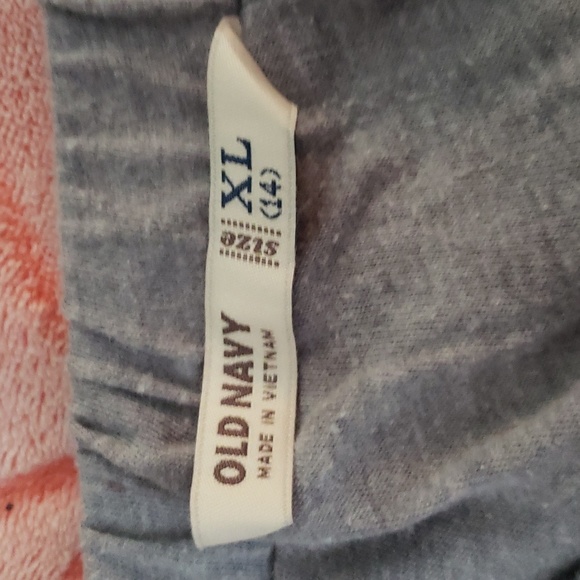 OLD NAVY
MADE IN VIETNAM
size
XL
(14)